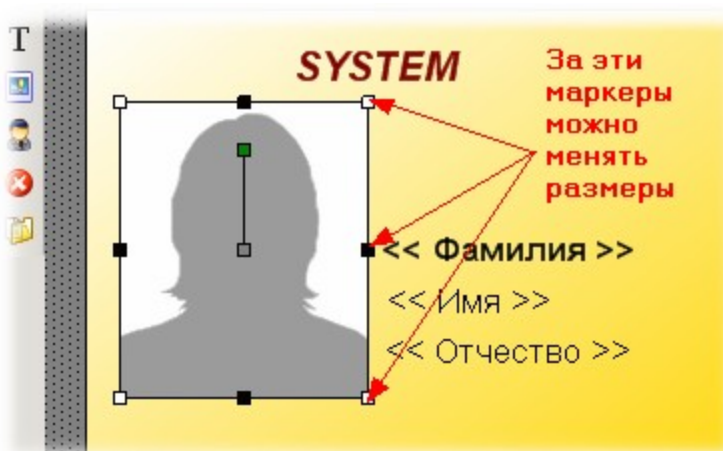 T
SYSTEM
За эти
маркеры
можно
менять
размеры
<< Фамилия >>
<< Имя >>
<< Отчество >>